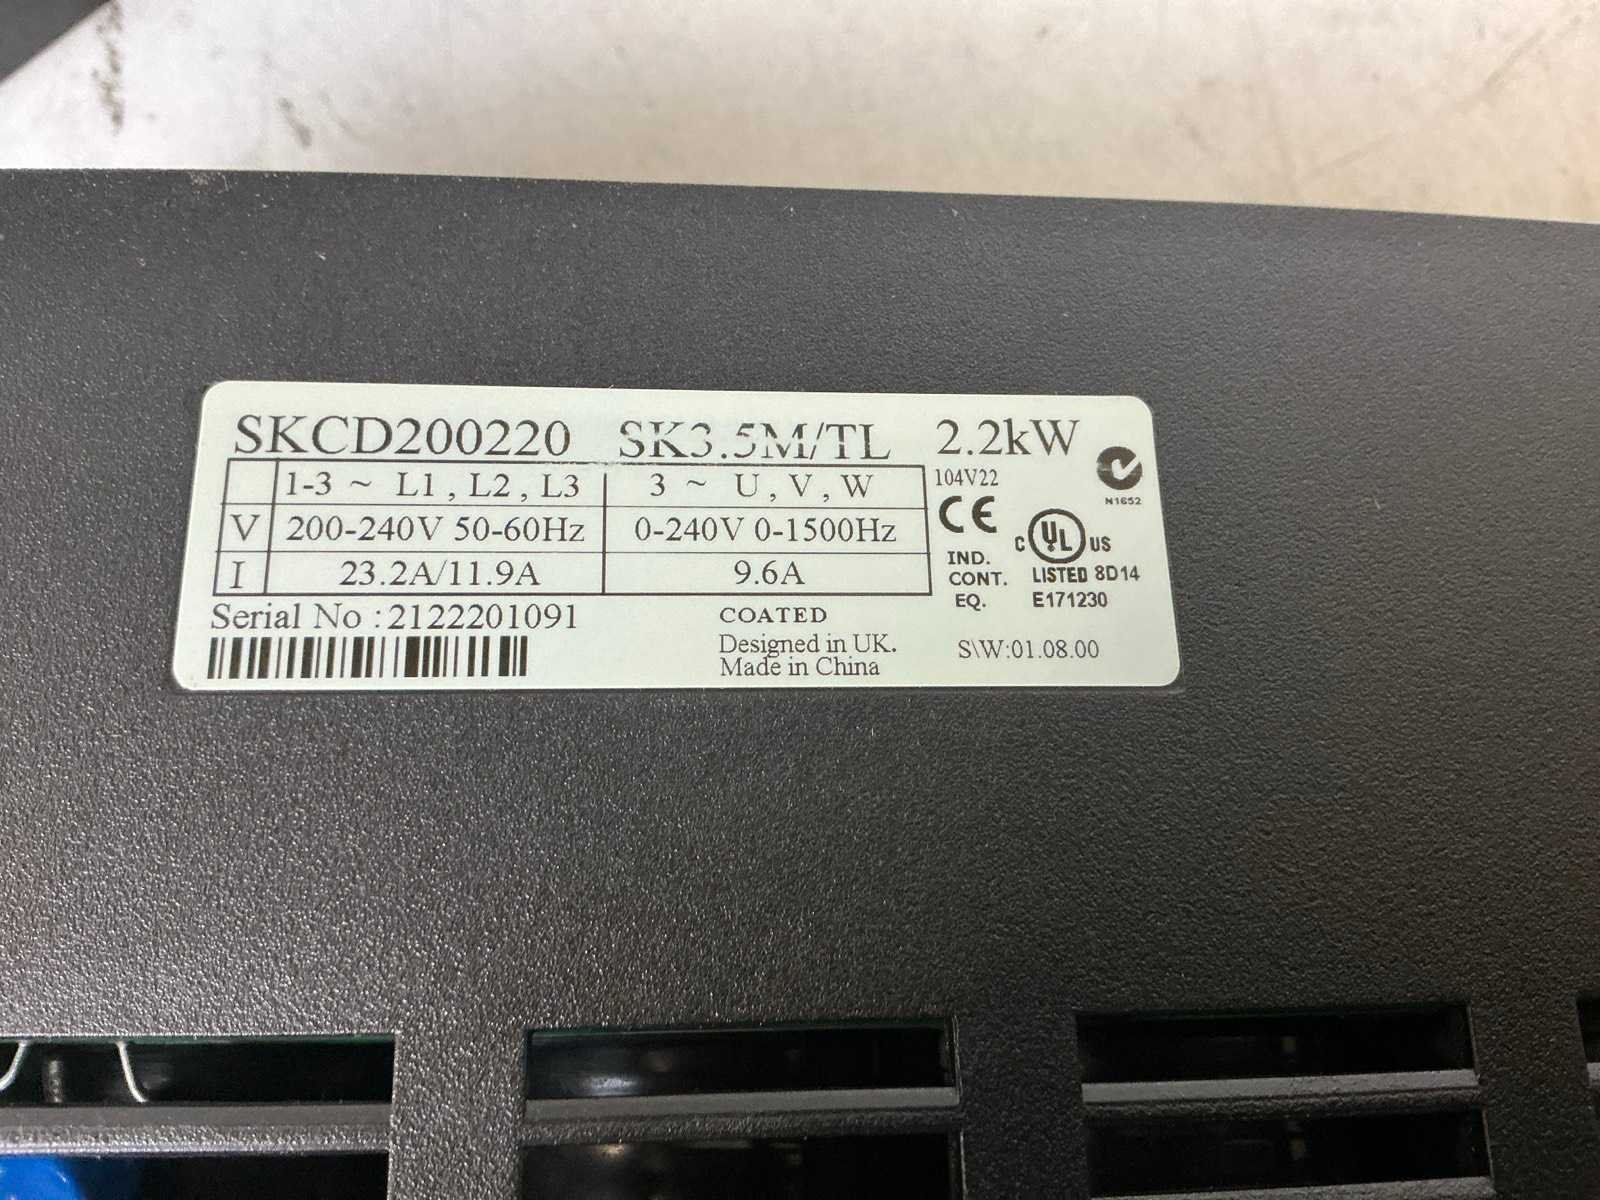 SKCD200220 SK3.5M/TL 2.2kW
1-3 ~ L1 , L2 , L3 3 ~ U , V , W
104V22
N1652
V 200-240V 50-60Hz 0-240V 0-1500Hz
CE
C UL US
I 23.2A/11.9A 9.6A
IND.
CONT.
EQ.
LISTED 8D14
E171230
Serial No : 2122201091
COATED
Designed in UK.
Made in China
S\W:01.08.00